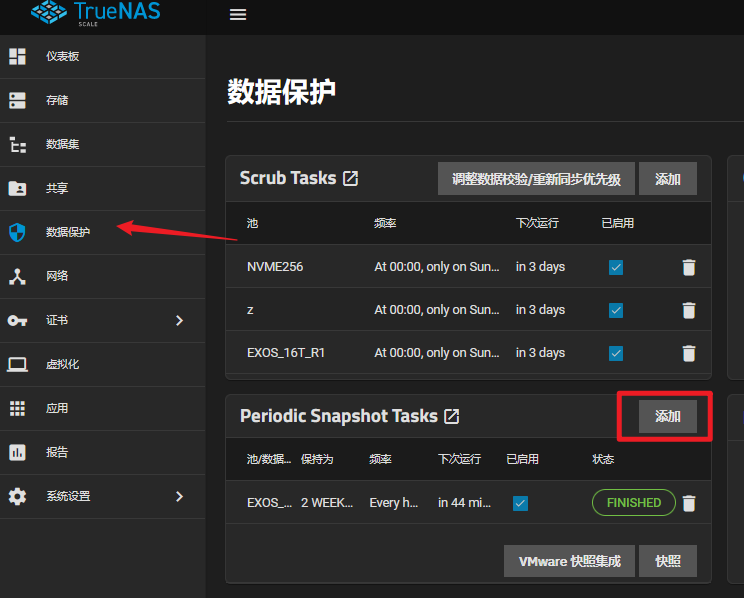 TrueNAS
SCALE
仪表板
存储
数据集
共享
数据保护
网络
证书
虚拟化
应用
报告
系统设置
数据保护
Scrub Tasks
调整数据校验/重新同步优先级
添加
池 频率 下次运行 已启用
NVME256 At 00:00, only on Sun... in 3 days
z At 00:00, only on Sun... in 3 days
EXOS_16T_R1 At 00:00, only on Sun... in 3 days
Periodic Snapshot Tasks
添加
池/数据... 保持为 频率 下次运行 已启用 状态
EXOS_... 2 WEEK... Every h... in 44 mi... FINISHED
VMware 快照集成
快照